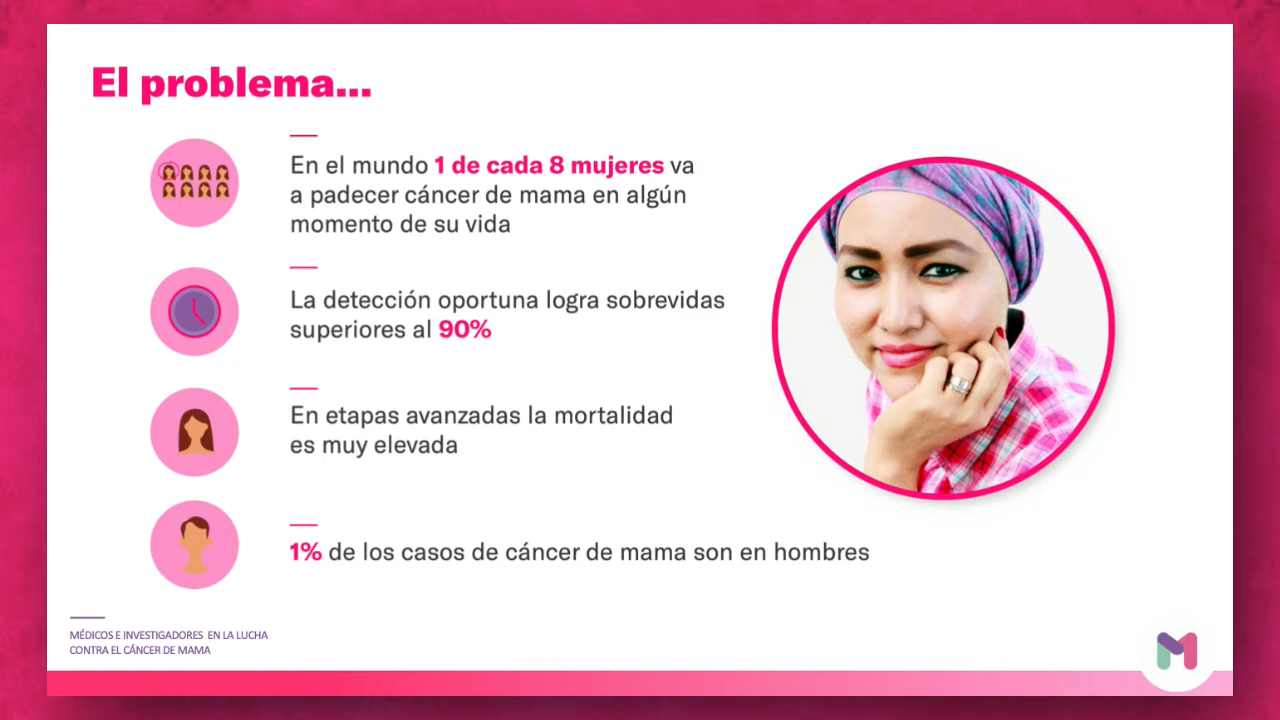 El problema...
En el mundo 1 de cada 8 mujeres va
a padecer cáncer de mama en algún
momento de su vida
La detección oportuna logra sobrevidas
superiores al 90%
En etapas avanzadas la mortalidad
es muy elevada
1% de los casos de cáncer de mama son en hombres
MÉDICOS E INVESTIGADORES EN LA LUCHA
CONTRA EL CÁNCER DE MAMA